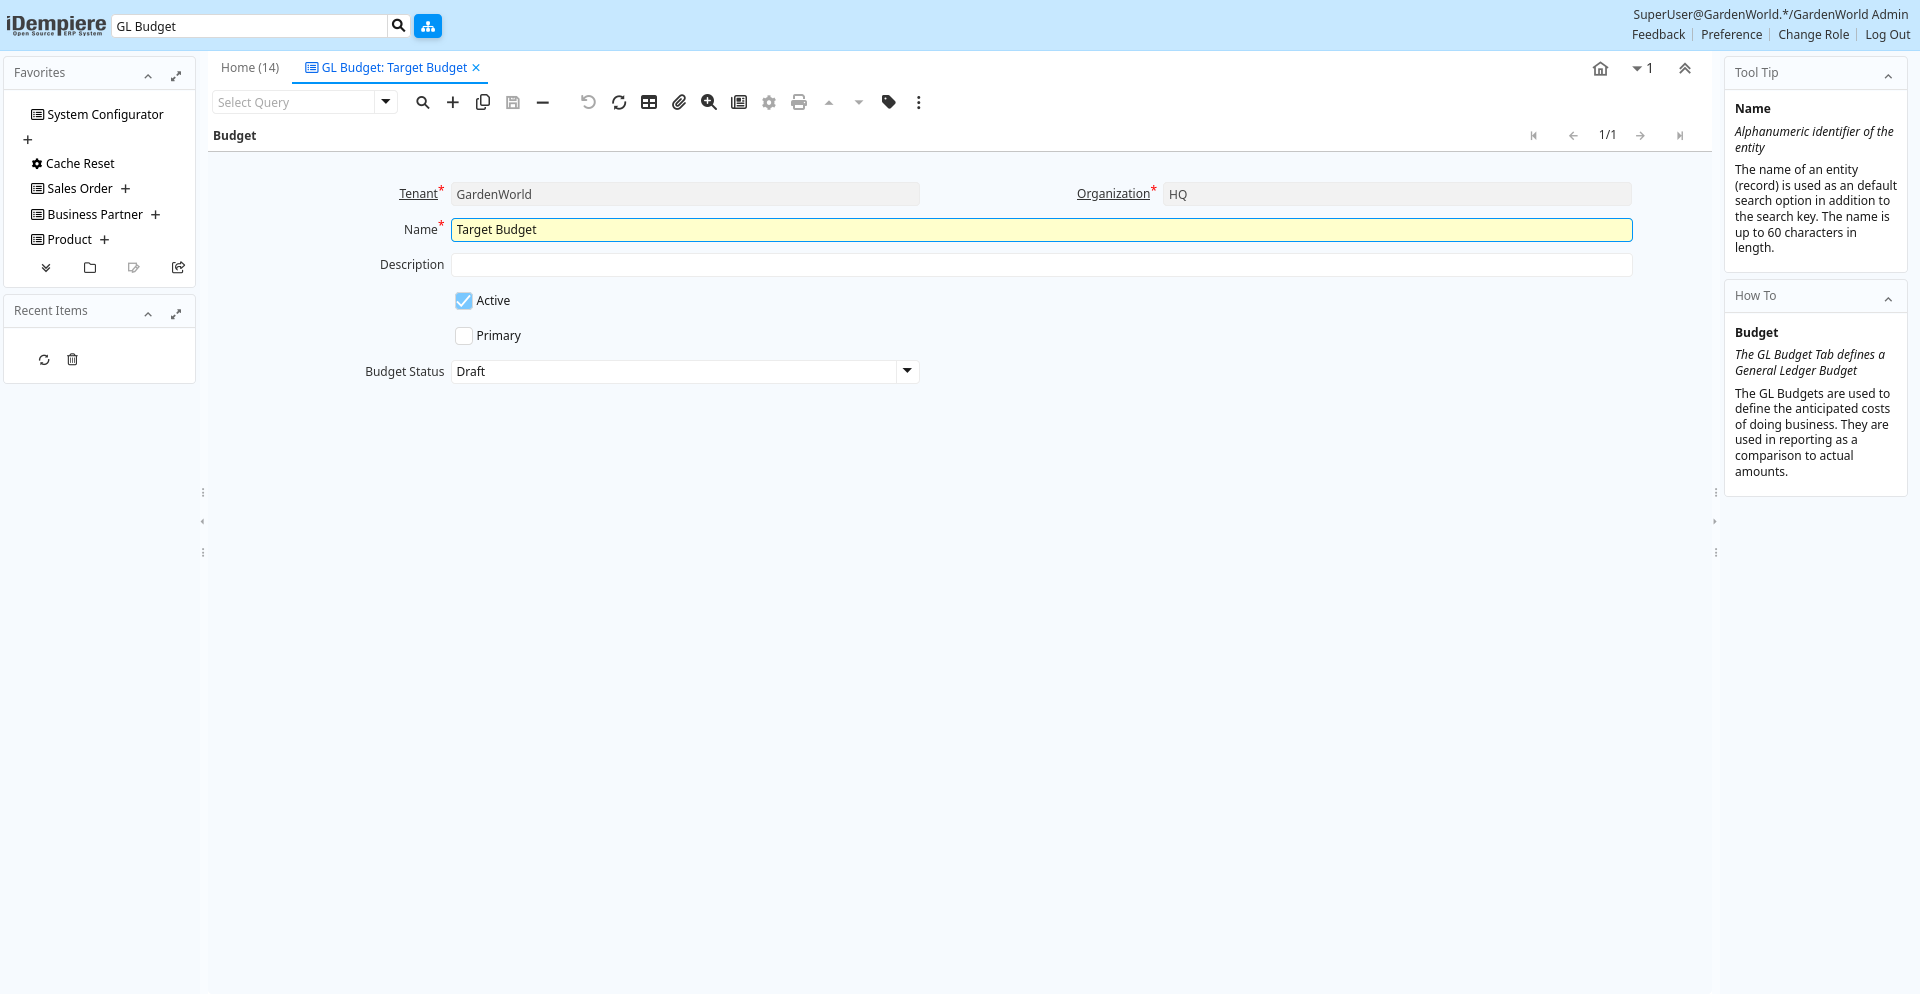 iDempiere
Open Source ERP System
GL Budget
SuperUser@GardenWorld.*/GardenWorld Admin
Feedback
Preference
Change Role
Log Out
Favorites
System Configurator
Cache Reset
Sales Order
Business Partner
Product
Recent Items
Home (14)
GL Budget: Target Budget
1
Select Query
Budget
1/1
Tenant*
GardenWorld
Organization*
HQ
Name*
Target Budget
Description
Active
Primary
Budget Status
Draft
Tool Tip
Name
Alphanumeric identifier of the
entity
The name of an entity
(record) is used as an default
search option in addition to
the search key. The name is
up to 60 characters in
length.
How To
Budget
The GL Budget Tab defines a
General Ledger Budget
The GL Budgets are used to
define the anticipated costs
of doing business. They are
used in reporting as a
comparison to actual
amounts.